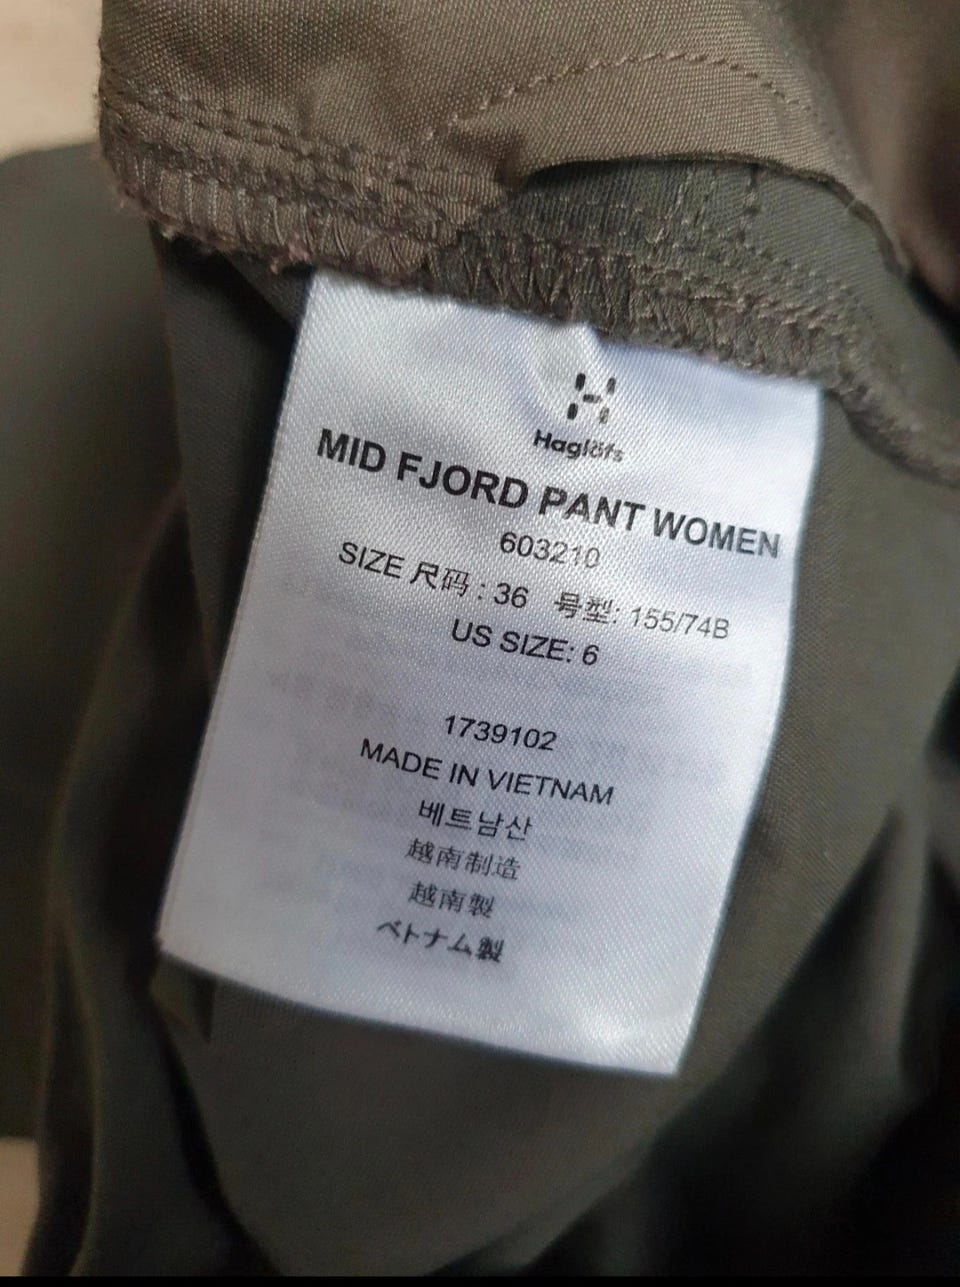 Haglöfs
MID FJORD PANT WOMEN
603210
SIZE 尺码 : 36 号型: 155/74B
US SIZE: 6
1739102
MADE IN VIETNAM
베트남산
越南制造
越南製
ベトナム製